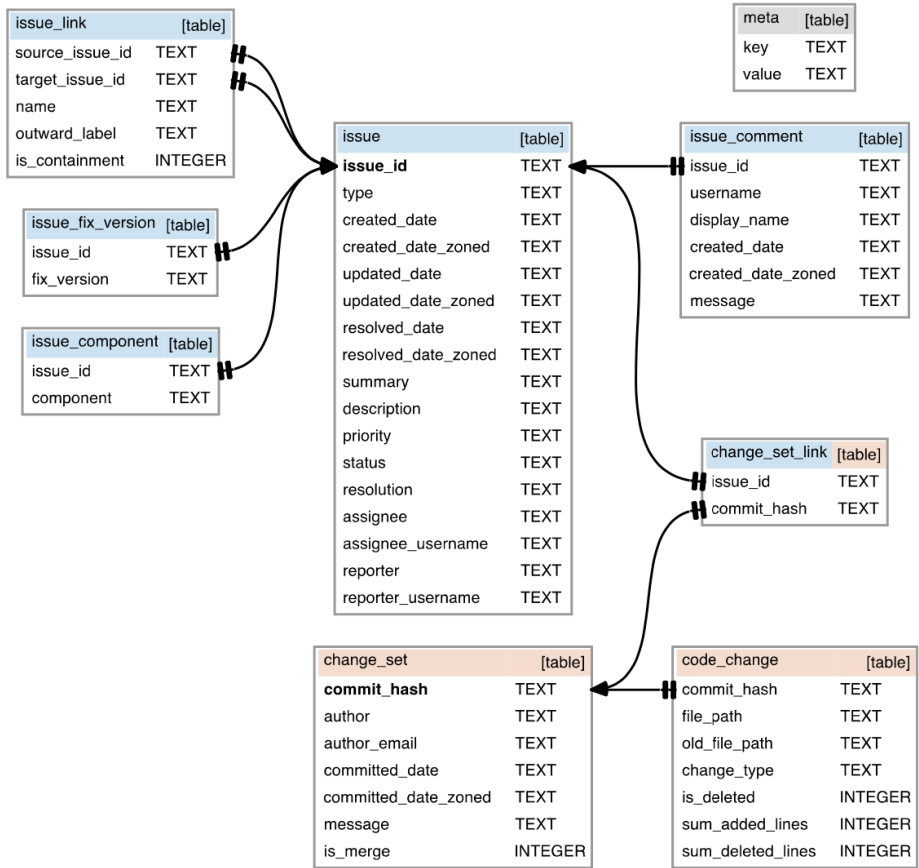 issue_link [table]
source_issue_id TEXT
target_issue_id TEXT
name TEXT
outward_label TEXT
is_containment INTEGER
meta [table]
key TEXT
value TEXT
issue_fix_version [table]
issue_id TEXT
fix_version TEXT
issue_component [table]
issue_id TEXT
component TEXT
issue [table]
issue_id TEXT
type TEXT
created_date TEXT
created_date_zoned TEXT
updated_date TEXT
updated_date_zoned TEXT
resolved_date TEXT
resolved_date_zoned TEXT
summary TEXT
description TEXT
priority TEXT
status TEXT
resolution TEXT
assignee TEXT
assignee_username TEXT
reporter TEXT
reporter_username TEXT
issue_comment [table]
issue_id TEXT
username TEXT
display_name TEXT
created_date TEXT
created_date_zoned TEXT
message TEXT
change_set_link [table]
issue_id TEXT
commit_hash TEXT
change_set [table]
commit_hash TEXT
author TEXT
author_email TEXT
committed_date TEXT
committed_date_zoned TEXT
message TEXT
is_merge INTEGER
code_change [table]
commit_hash TEXT
file_path TEXT
old_file_path TEXT
change_type TEXT
is_deleted INTEGER
sum_added_lines INTEGER
sum_deleted_lines INTEGER